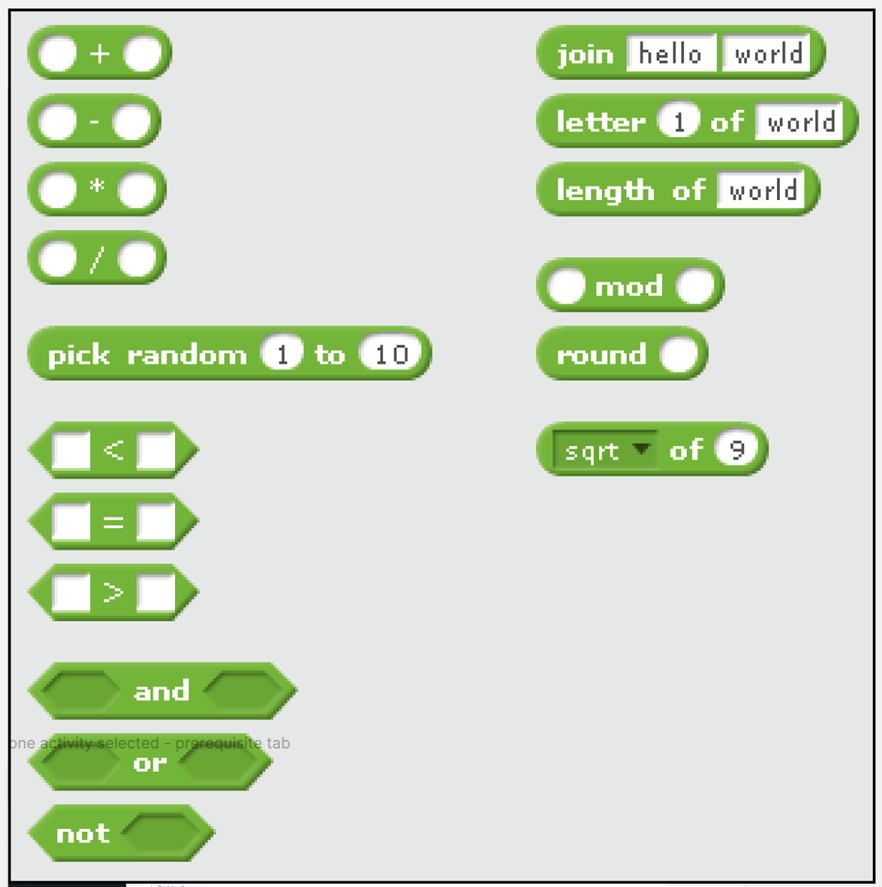 +
-
*
/
pick random 1 to 10
<
=
>
and
one activity selected - prerequisite tab
or
not
join hello world
letter 1 of world
length of world
mod
round
sqrt of 9